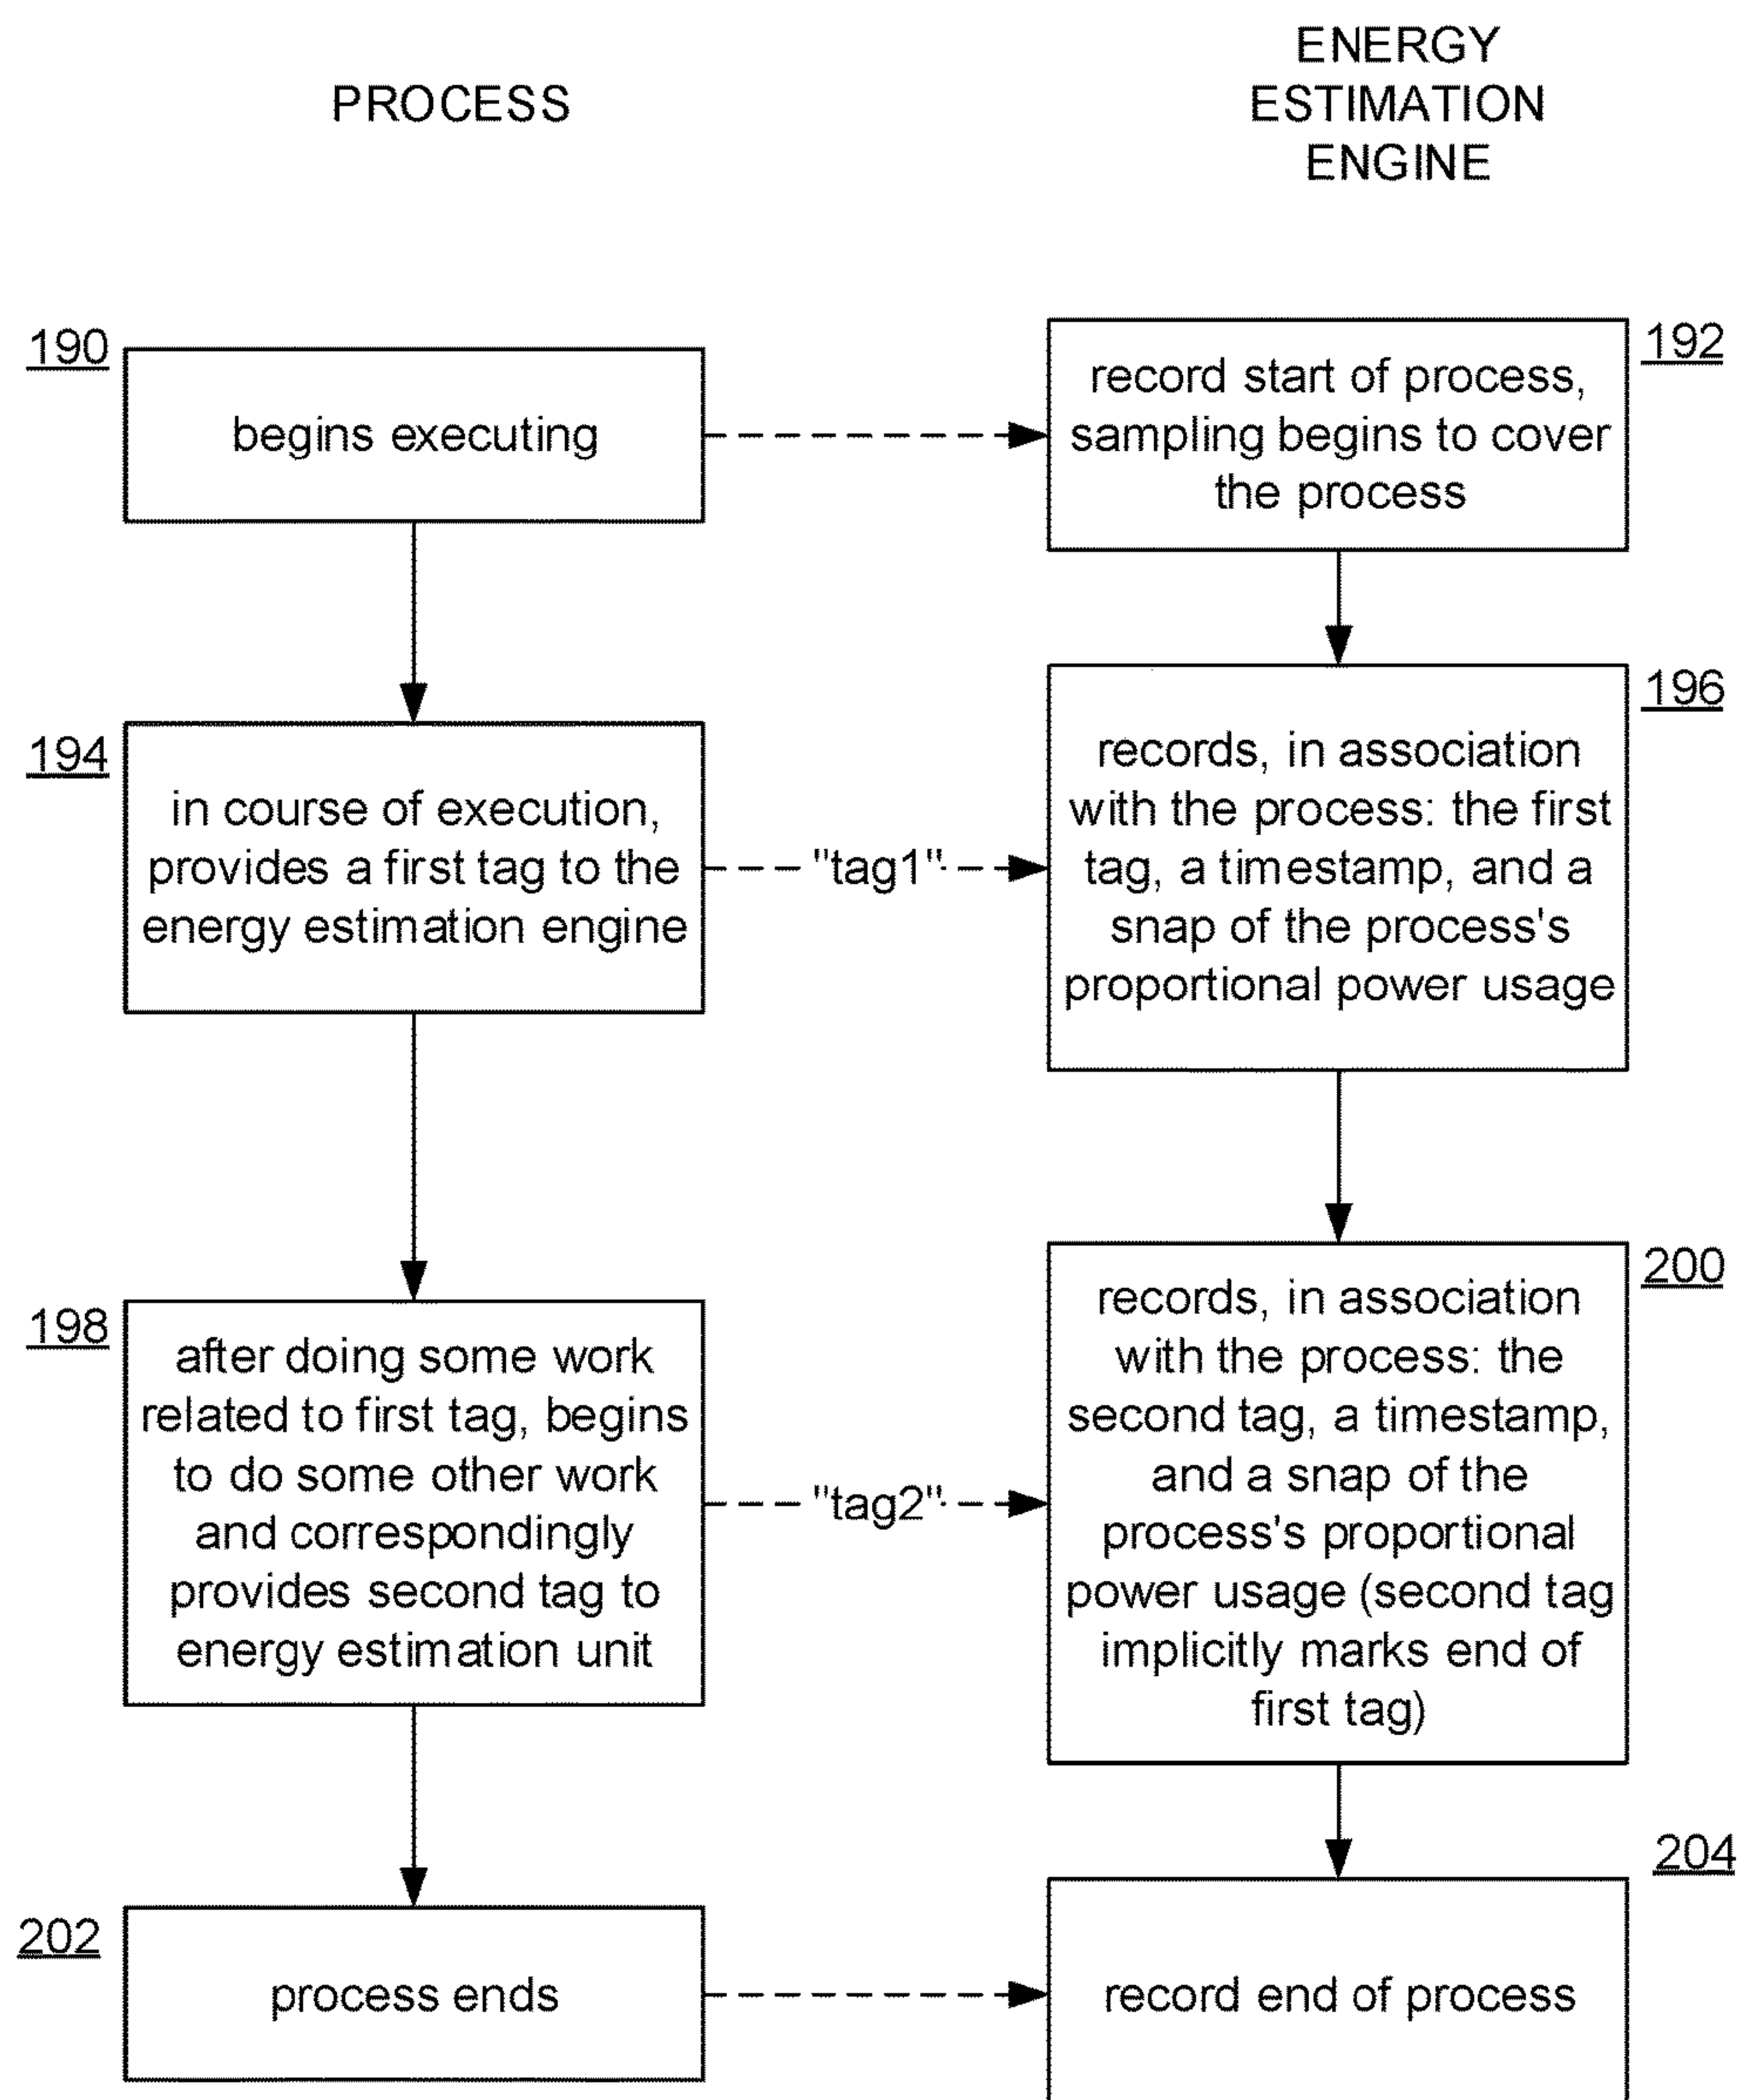 PROCESS
ENERGY
ESTIMATION
ENGINE
190
begins executing
192
record start of process,
sampling begins to cover
the process
194
in course of execution,
provides a first tag to the
energy estimation engine
"tag1"
196
records, in association
with the process: the first
tag, a timestamp, and a
snap of the process's
proportional power usage
198
after doing some work
related to first tag, begins
to do some other work
and correspondingly
provides second tag to
energy estimation unit
"tag2"
200
records, in association
with the process: the
second tag, a timestamp,
and a snap of the
process's proportional
power usage (second tag
implicitly marks end of
first tag)
202
process ends
204
record end of process